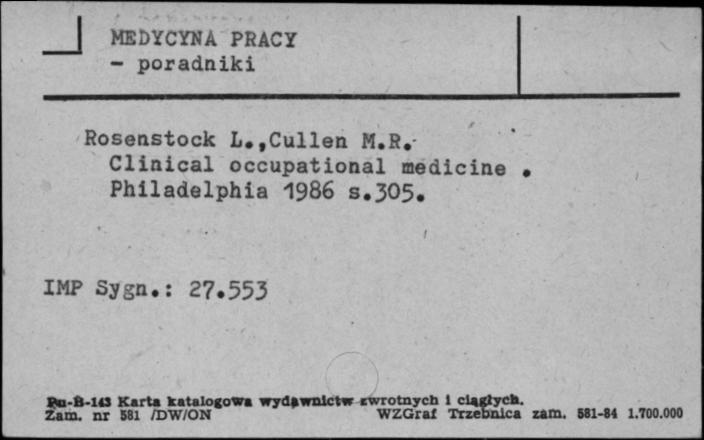 MEDYCYNA PRACY
- poradniki
Rosenstock L.,Cullen M.R.
Clinical occupational medicine .
Philadelphia 1986 s.305.
IMP Sygn.: 27.553
Pu-B-143 Karta katalogowa wydawnictw zwrotnych i ciągłych.
Zam. nr 581 /DW/ON WZGraf Trzebnica zam. 581-84 1.700.000